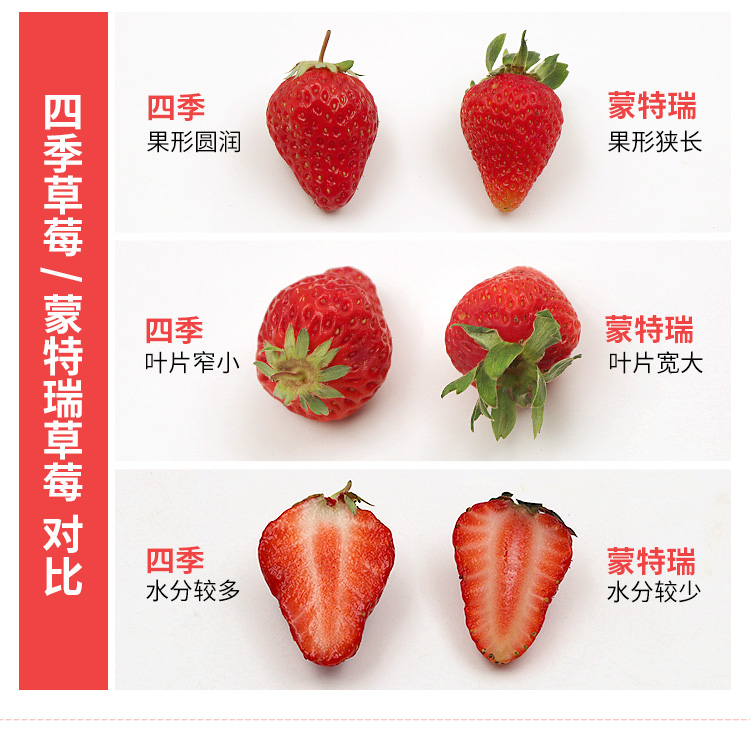 四季草莓/蒙特瑞草莓 对比
四季
果形圆润
蒙特瑞
果形狭长
四季
叶片窄小
蒙特瑞
叶片宽大
四季
水分较多
蒙特瑞
水分较少